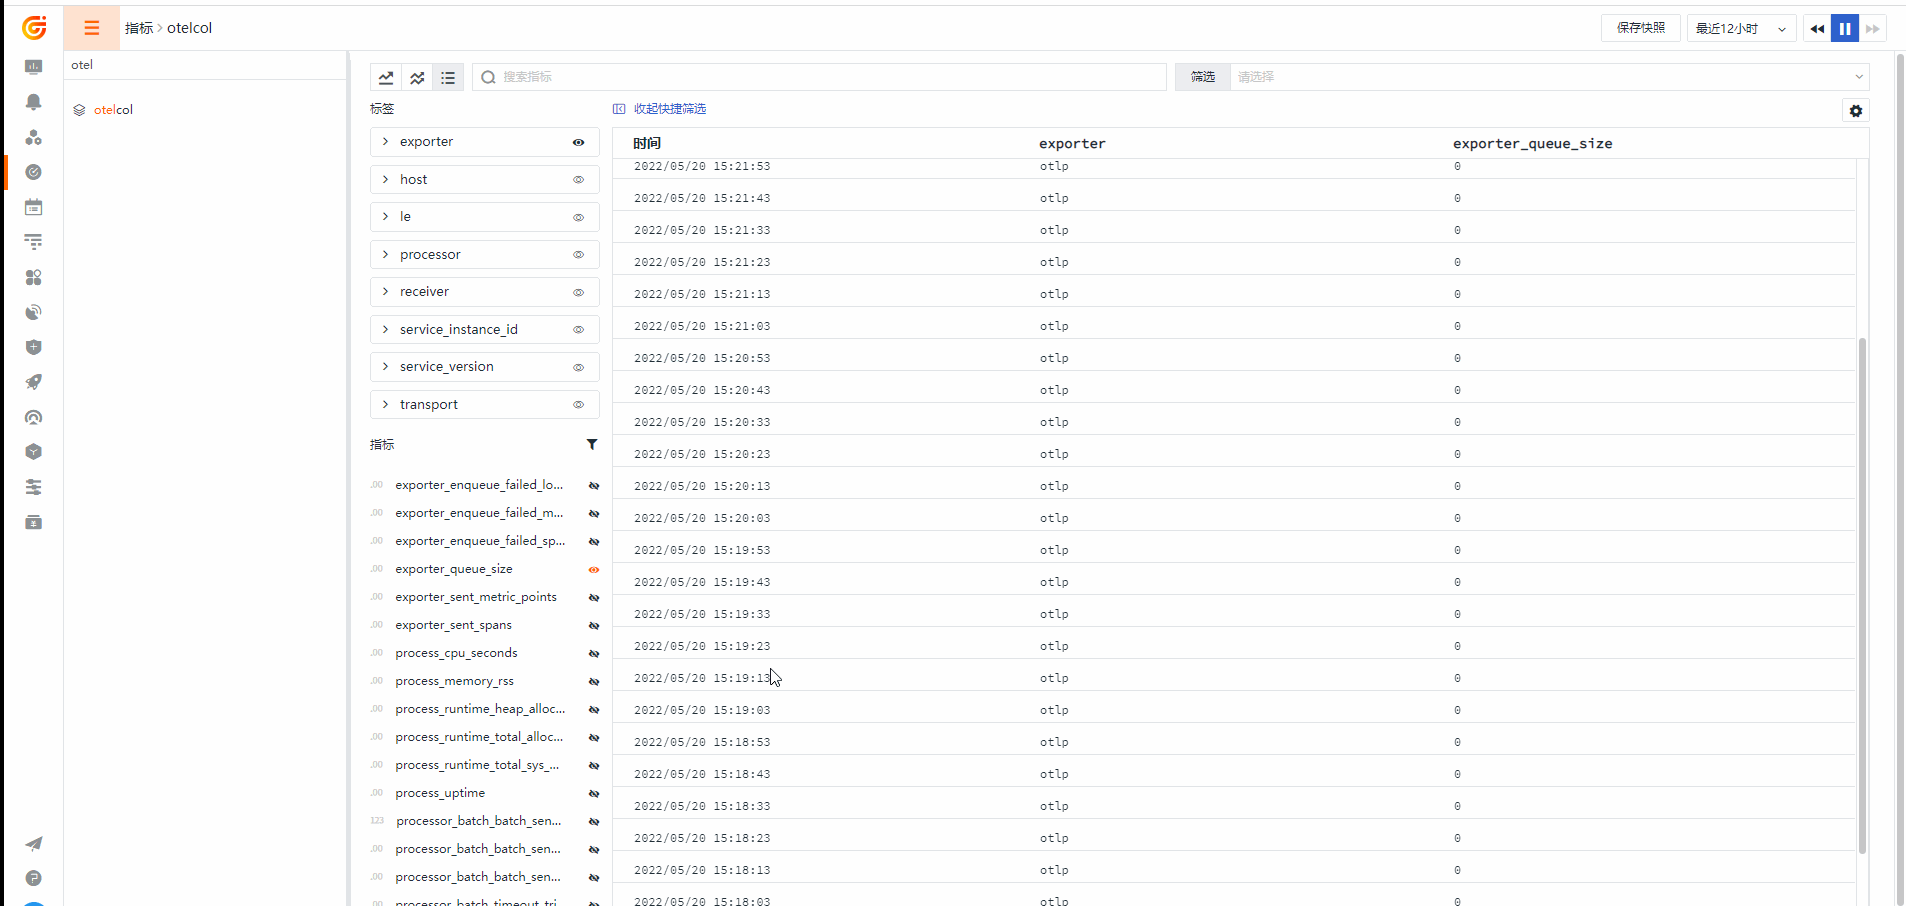 指标 > otelcol
保存快照
最近12小时
otel
otelcol
搜索指标
筛选
请选择
标签
收起快捷筛选
exporter
host
le
processor
receiver
service_instance_id
service_version
transport
指标
.00 exporter_enqueue_failed_lo...
.00 exporter_enqueue_failed_m...
.00 exporter_enqueue_failed_sp...
.00 exporter_queue_size
.00 exporter_sent_metric_points
.00 exporter_sent_spans
.00 process_cpu_seconds
.00 process_memory_rss
.00 process_runtime_heap_alloc...
.00 process_runtime_total_alloc...
.00 process_runtime_total_sys_...
.00 process_uptime
123 processor_batch_batch_sen...
.00 processor_batch_batch_sen...
.00 processor_batch_batch_sen...
.00 processor_batch_timeout_tri...
时间 exporter exporter_queue_size
2022/05/20 15:21:53 otlp 0
2022/05/20 15:21:43 otlp 0
2022/05/20 15:21:33 otlp 0
2022/05/20 15:21:23 otlp 0
2022/05/20 15:21:13 otlp 0
2022/05/20 15:21:03 otlp 0
2022/05/20 15:20:53 otlp 0
2022/05/20 15:20:43 otlp 0
2022/05/20 15:20:33 otlp 0
2022/05/20 15:20:23 otlp 0
2022/05/20 15:20:13 otlp 0
2022/05/20 15:20:03 otlp 0
2022/05/20 15:19:53 otlp 0
2022/05/20 15:19:43 otlp 0
2022/05/20 15:19:33 otlp 0
2022/05/20 15:19:23 otlp 0
2022/05/20 15:19:13 otlp 0
2022/05/20 15:19:03 otlp 0
2022/05/20 15:18:53 otlp 0
2022/05/20 15:18:43 otlp 0
2022/05/20 15:18:33 otlp 0
2022/05/20 15:18:23 otlp 0
2022/05/20 15:18:13 otlp 0
2022/05/20 15:18:03 otlp 0